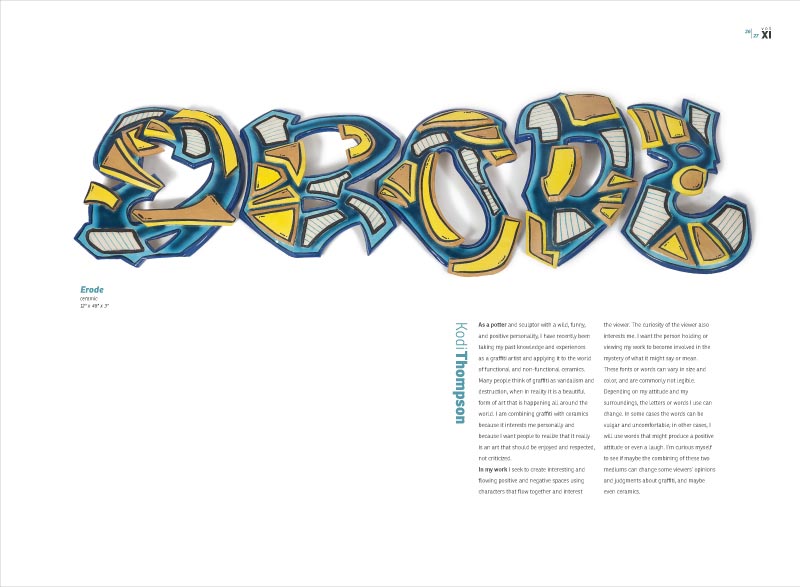 26 27 VOL XI
ERODE
Erode
ceramic
12" x 48" x 3"
Kodi Thompson
As a potter and sculptor with a wild, funny,
and positive personality, I have recently been
taking my past knowledge and experiences
as a graffiti artist and applying it to the world
of functional and non-functional ceramics.
Many people think of graffiti as vandalism and
destruction, when in reality it is a beautiful
form of art that is happening all around the
world. I am combining graffiti with ceramics
because it interests me personally and
because I want people to realize that it really
is an art that should be enjoyed and respected,
not criticized.
In my work I seek to create interesting and
flowing positive and negative spaces using
characters that flow together and interest
the viewer. The curiosity of the viewer also
interests me. I want the person holding or
viewing my work to become involved in the
mystery of what it might say or mean.
These fonts or words can vary in size and
color, and are commonly not legible.
Depending on my attitude and my
surroundings, the letters or words I use can
change. In some cases the words can be
vulgar and uncomfortable; in other cases, I
will use words that might produce a positive
attitude or even a laugh. I'm curious myself
to see if maybe the combining of these two
mediums can change some viewers' opinions
and judgments about graffiti, and maybe
even ceramics.